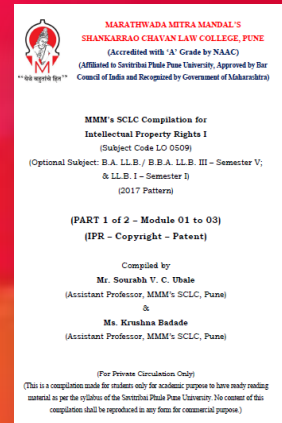 MARATHWADA MITRA MANDAL'S
SHANKARRAO CHAVAN LAW COLLEGE, PUNE
(Accredited with 'A' Grade by NAAC)
(Affiliated to Savitribai Phule Pune University, Approved by Bar
Council of India and Recognized by Government of Maharashtra)
MMM's SCLC Compilation for
Intellectual Property Rights I
(Subject Code LO 0509)
(Optional Subject: B.A. LL.B./ B.B.A. LL.B. III – Semester V;
& LL.B. I – Semester I)
(2017 Pattern)
(PART 1 of 2 – Module 01 to 03)
(IPR – Copyright – Patent)
Compiled by
Mr. Sourabh V. C. Ubale
(Assistant Professor, MMM's SCLC, Pune)
&
Ms. Krushna Badade
(Assistant Professor, MMM's SCLC, Pune)
(For Private Circulation Only)
(This is a compilation made for students only for academic purpose to have ready reading
material as per the syllabus of the Savitribai Phule Pune University. No content of this
compilation shall be reproduced in any form for commercial purpose.)